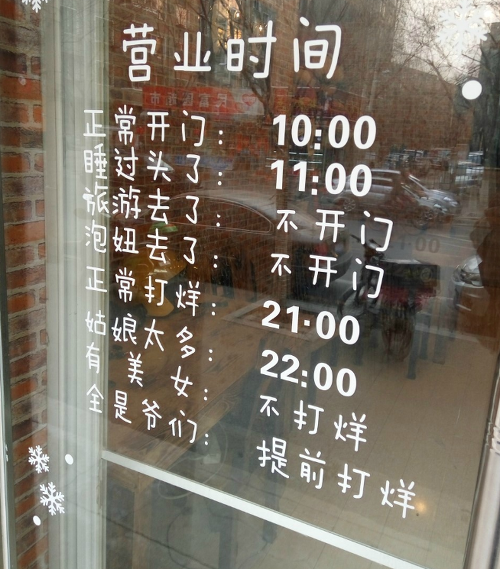 营业时间
正常开门： 10:00
睡过头了： 11:00
旅游去了： 不开门
泡妞去了： 不开门
正常打烊： 21:00
姑娘太多： 22:00
有美女： 不打烊
全是爷们： 提前打烊